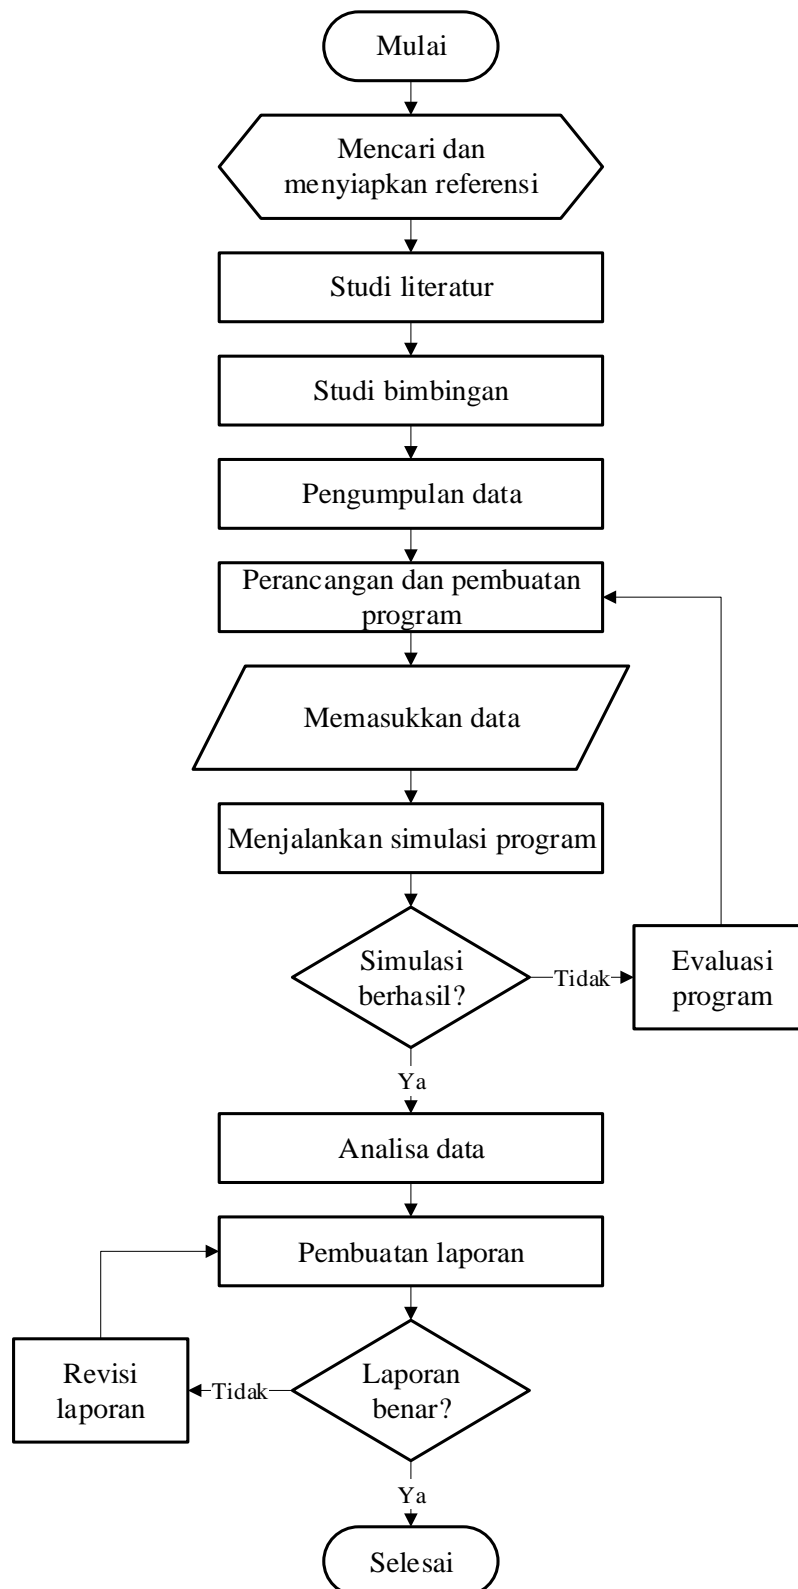 Mulai
Mencari dan
menyiapkan referensi
Studi literatur
Studi bimbingan
Pengumpulan data
Perancangan dan pembuatan
program
Memasukkan data
Menjalankan simulasi program
Simulasi
berhasil?
Tidak
Evaluasi
program
Ya
Analisa data
Pembuatan laporan
Laporan
benar?
Tidak
Revisi
laporan
Ya
Selesai